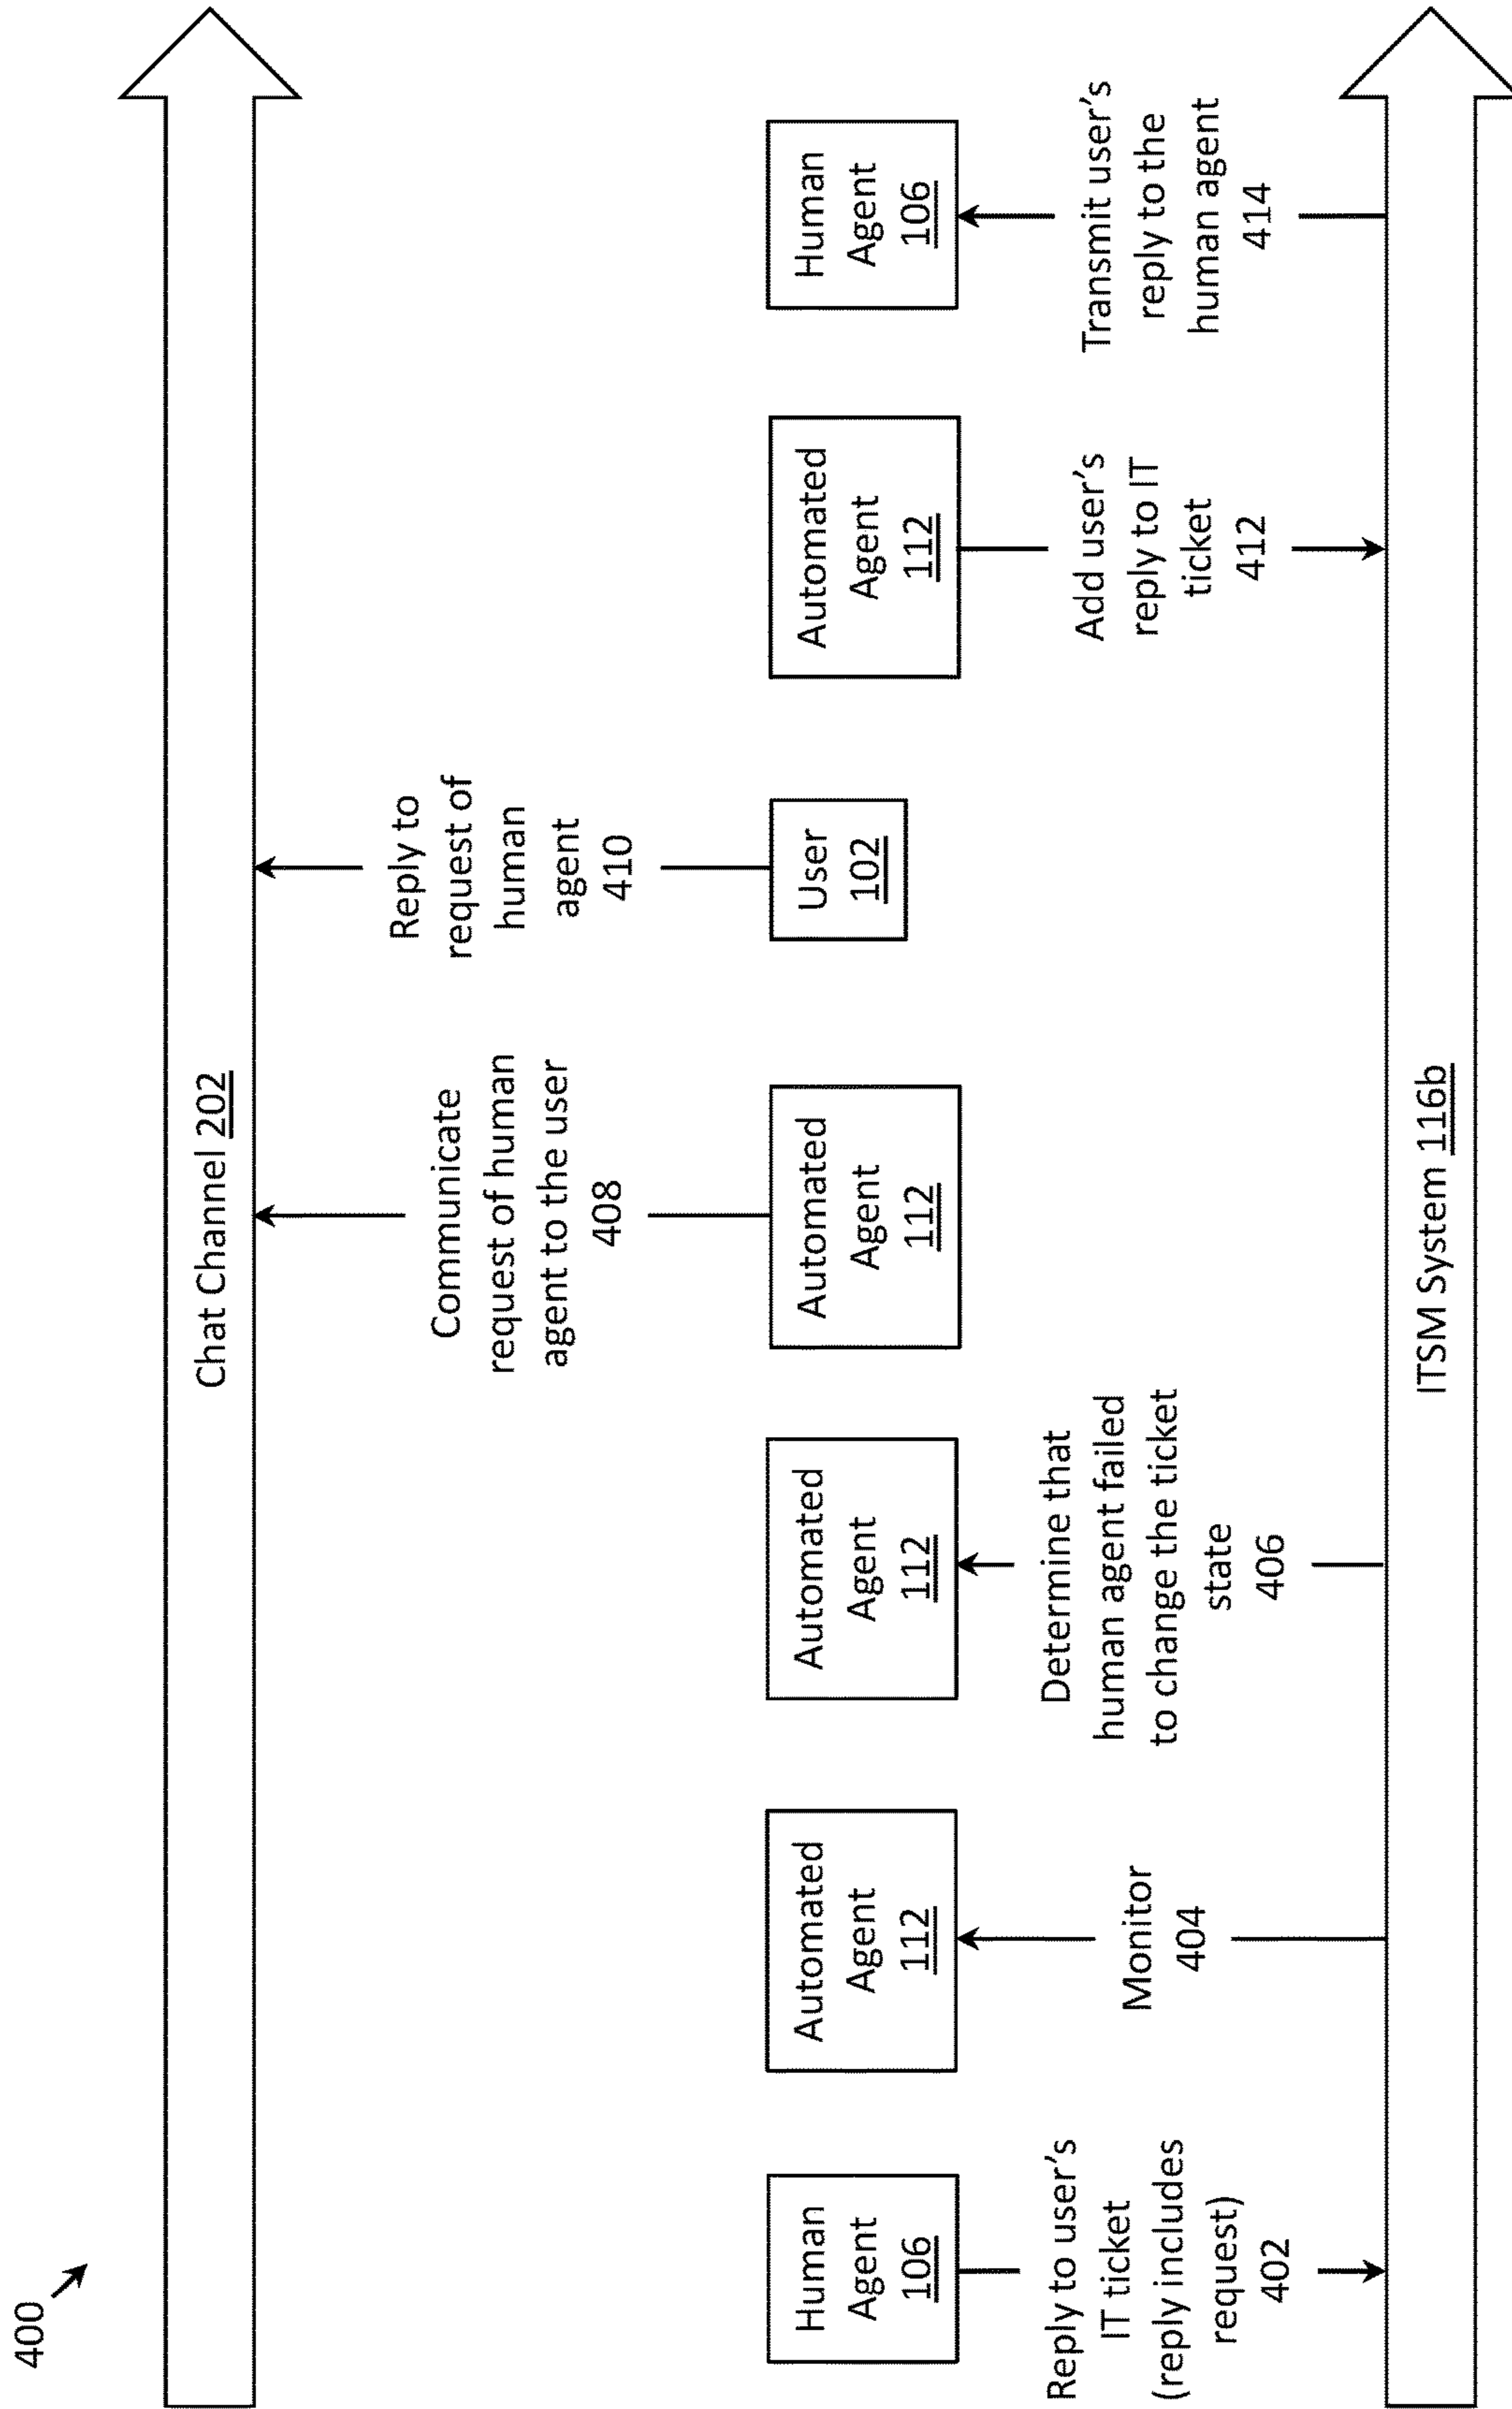 400
Chat Channel 202
Communicate
request of human
agent to the user
408
Reply to
request of
human
agent
410
Human
Agent
106
Automated
Agent
112
Automated
Agent
112
Automated
Agent
112
User
102
Automated
Agent
112
Human
Agent
106
Reply to user's
IT ticket
(reply includes
request)
402
Monitor
404
Determine that
human agent failed
to change the ticket
state
406
Add user's
reply to IT
ticket
412
Transmit user's
reply to the
human agent
414
ITSM System 116b